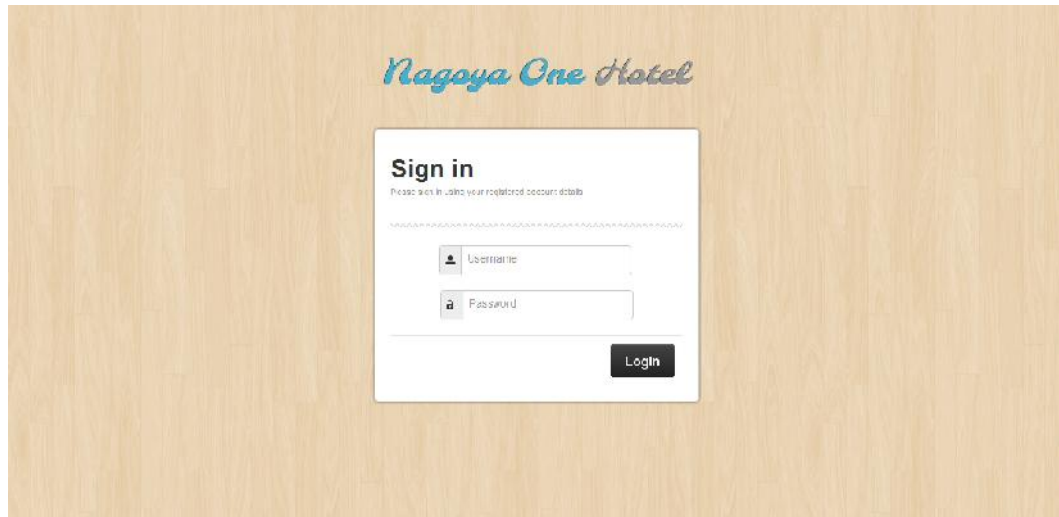 Nagoya One Hotel
Sign in
Please sign in using your registered account details
Username
Password
Login